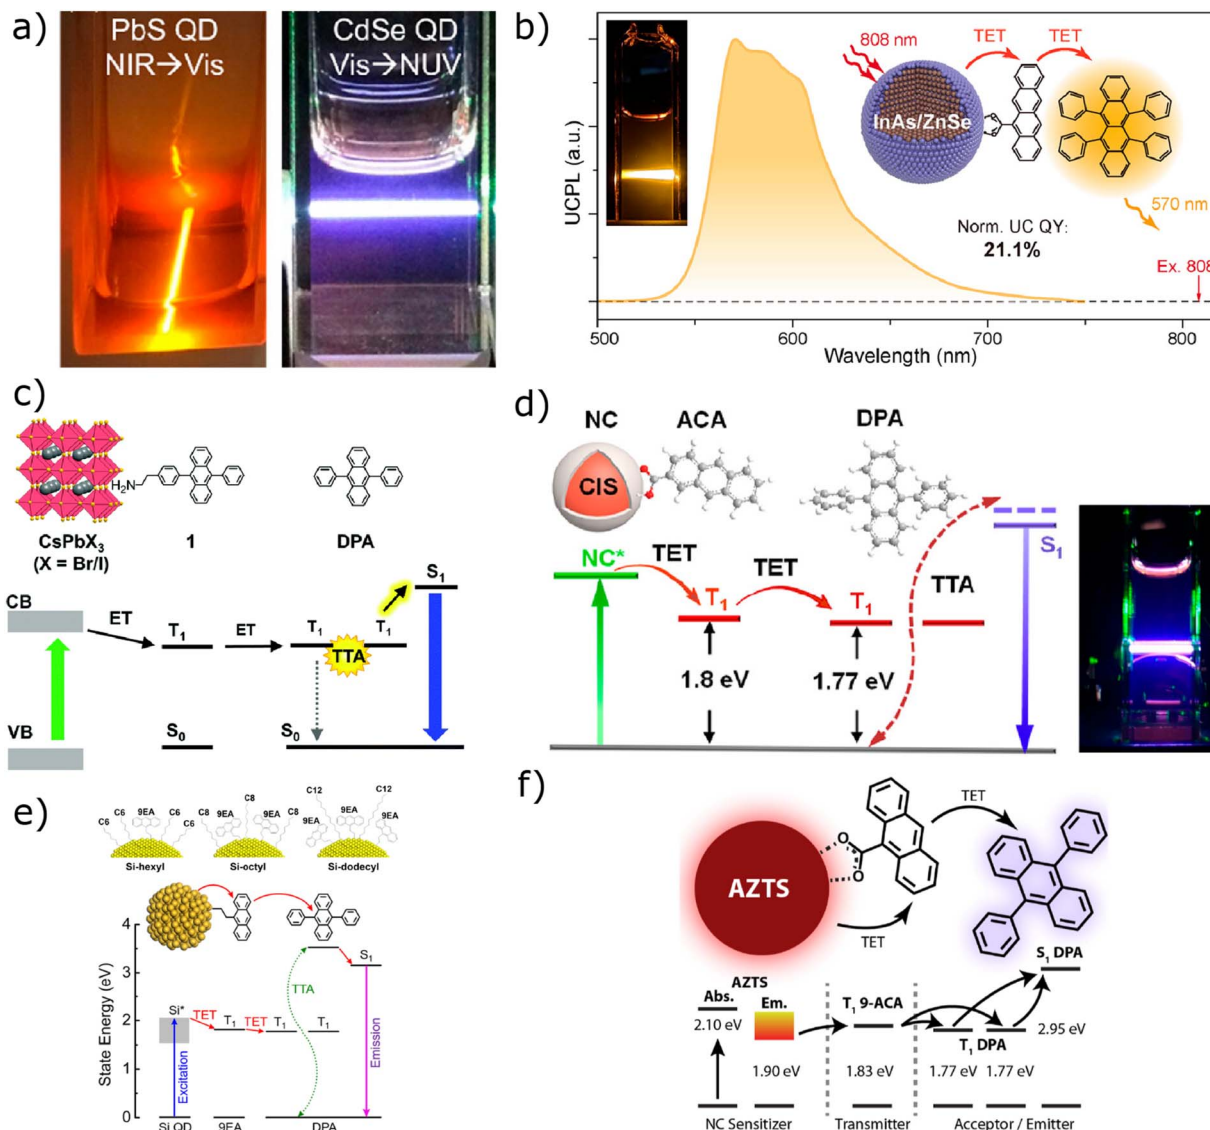 a)
PbS QD
NIR→Vis
CdSe QD
Vis→NUV
b)
UCPL (a.u.)
808 nm
TET
TET
InAs/ZnSe
570 nm
Norm. UC QY:
21.1%
Ex. 808
500
600
700
800
Wavelength (nm)
c)
H₂N
CsPbX₃
(X = Br/I)
1
DPA
CB
ET
T₁
ET
T₁
T₁
S₁
TTA
VB
S₀
S₀
d)
NC
ACA
DPA
CIS
NC*
TET
T₁
TET
T₁
TTA
S₁
1.8 eV
1.77 eV
e)
C6
C6
9EA
C6
C6
C8
9EA
C8
9EA
C8
C12
9EA
9EA
C12
9EA
Si-hexyl
Si-octyl
Si-dodecyl
State Energy (eV)
4
3
2
1
0
Si*
TET
T₁
TET
T₁
T₁
TTA
S₁
Excitation
Emission
Si QD
9EA
DPA
f)
AZTS
O
O
TET
TET
AZTS
Abs.
Em.
2.10 eV
1.90 eV
T₁ 9-ACA
1.83 eV
S₁ DPA
2.95 eV
T₁ DPA
1.77 eV
1.77 eV
NC Sensitizer
Transmitter
Acceptor / Emitter